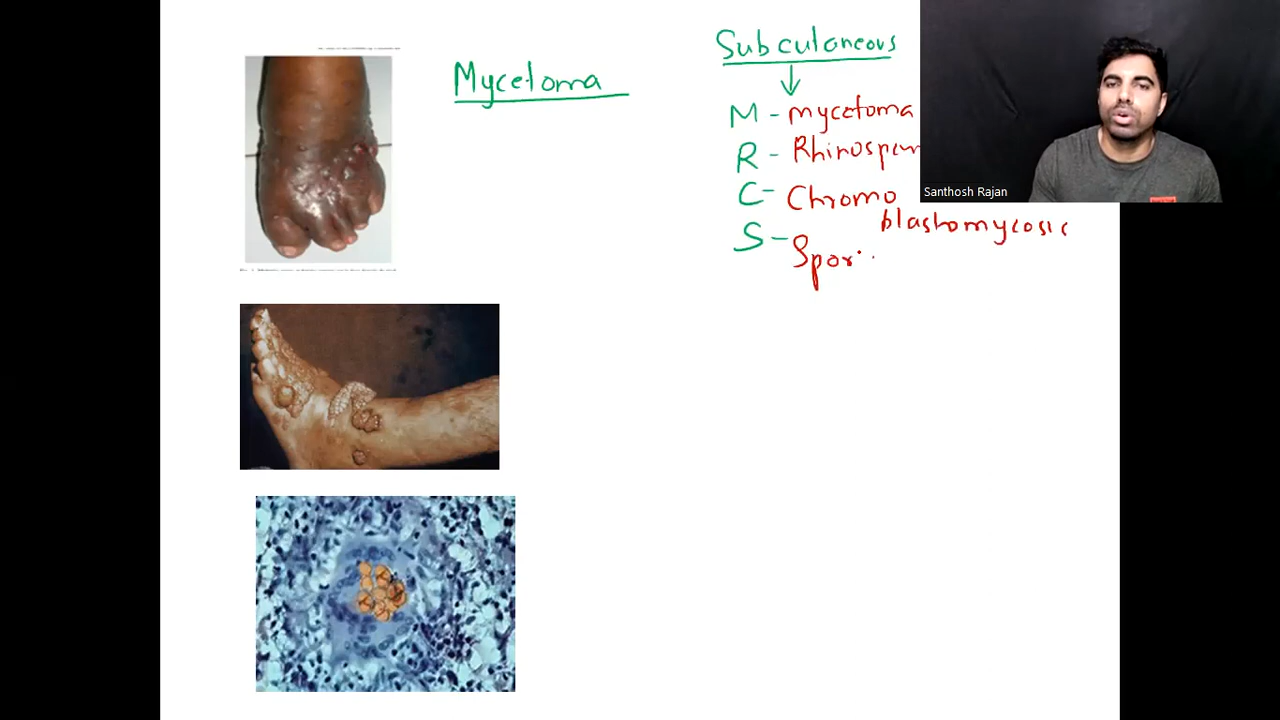 Mycetoma
Subcutaneous
M - mycetoma
R - Rhinospor
C - Chromo
blastomycosis
S - Spor..
Santhosh Rajan